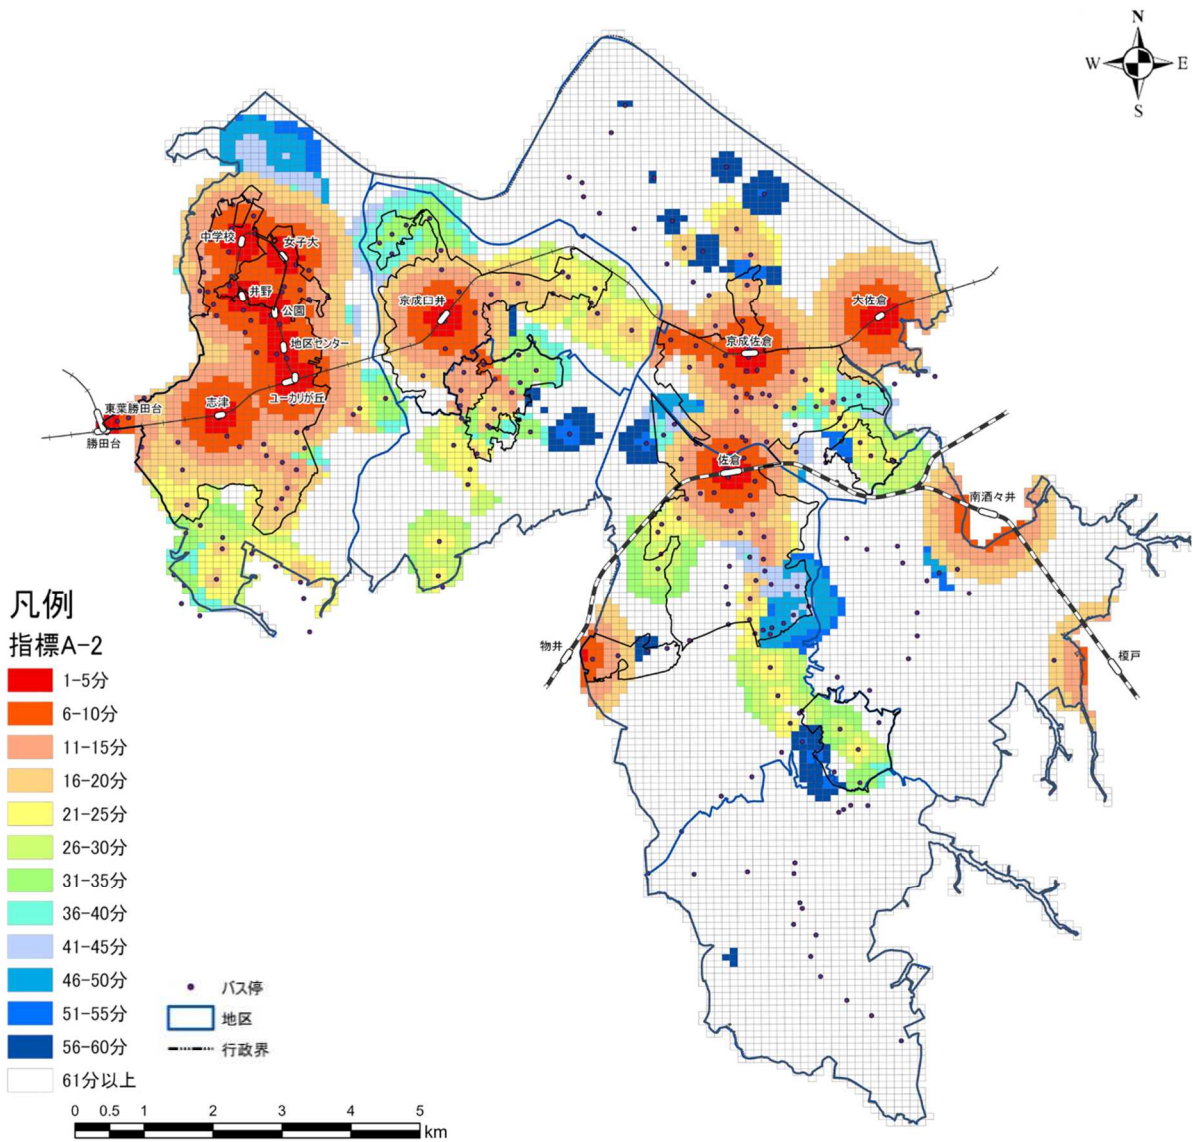 N
W E
S
中学校
女子大
井野
公園
地区センター
ユーカリが丘
志津
東葉勝田台
勝田台
京成臼井
京成佐倉
大佐倉
佐倉
南酒々井
物井
榎戸
凡例
指標A-2
1-5分
6-10分
11-15分
16-20分
21-25分
26-30分
31-35分
36-40分
41-45分
46-50分
51-55分
56-60分
61分以上
バス停
地区
行政界
0 0.5 1 2 3 4 5
km